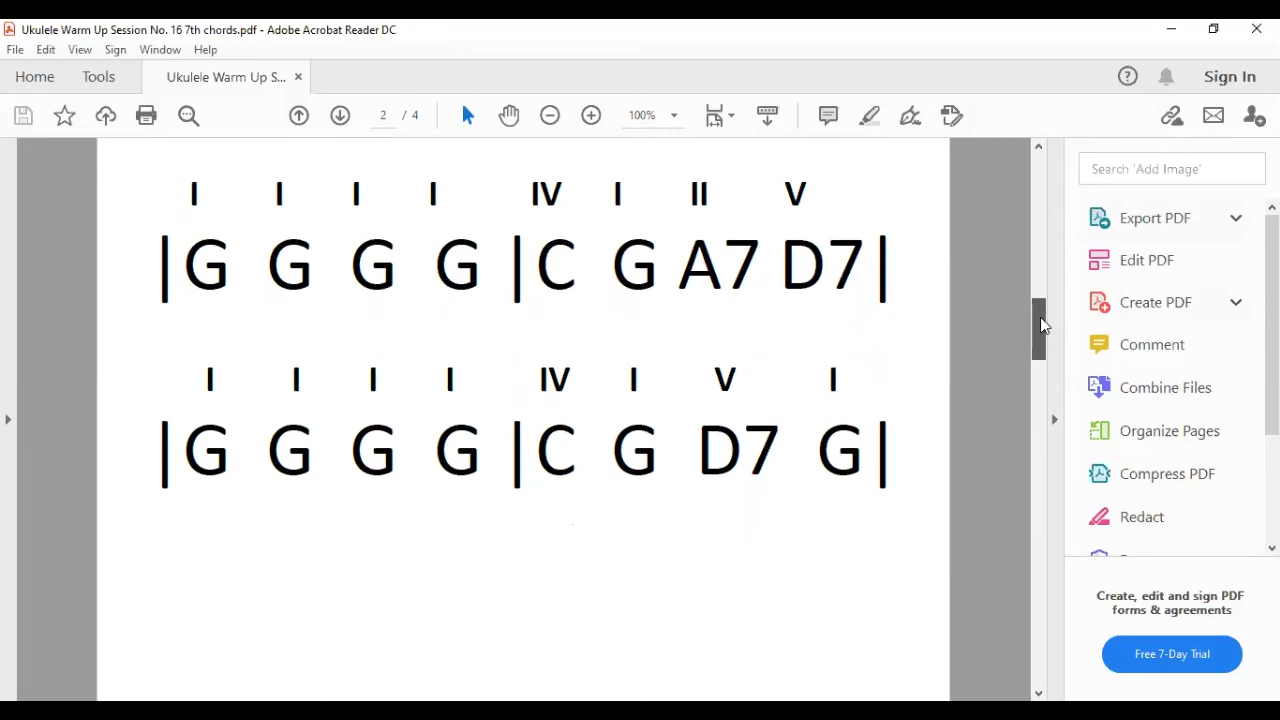 Ukulele Warm Up Session No. 16 7th chords.pdf - Adobe Acrobat Reader DC
File Edit View Sign Window Help
Home Tools Ukulele Warm Up S... × Sign In
2 / 4 100%
I I I I IV I II V
|G G G G |C G A7 D7|
I I I I IV I V I
|G G G G |C G D7 G|
Search 'Add Image'
Export PDF
Edit PDF
Create PDF
Comment
Combine Files
Organize Pages
Compress PDF
Redact
Create, edit and sign PDF
forms & agreements
Free 7-Day Trial